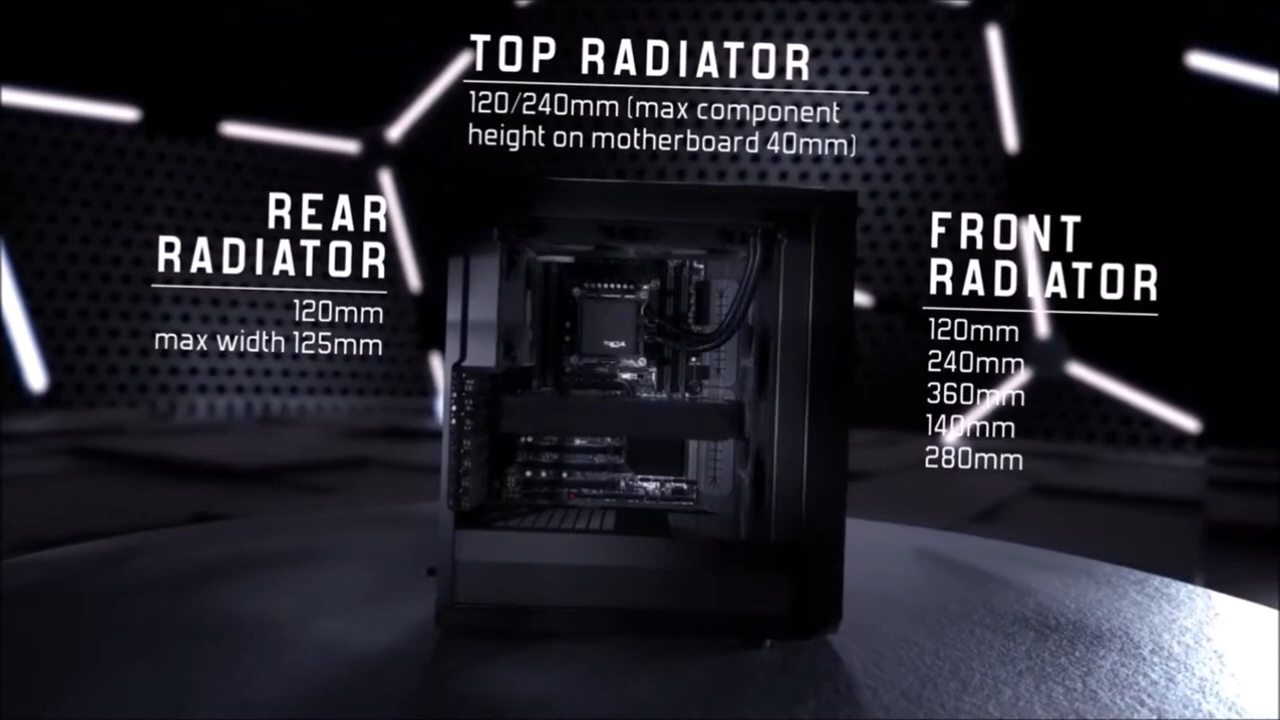 TOP RADIATOR
120/240mm (max component
height on motherboard 40mm)
REAR
RADIATOR
120mm
max width 125mm
FRONT
RADIATOR
120mm
240mm
360mm
140mm
280mm